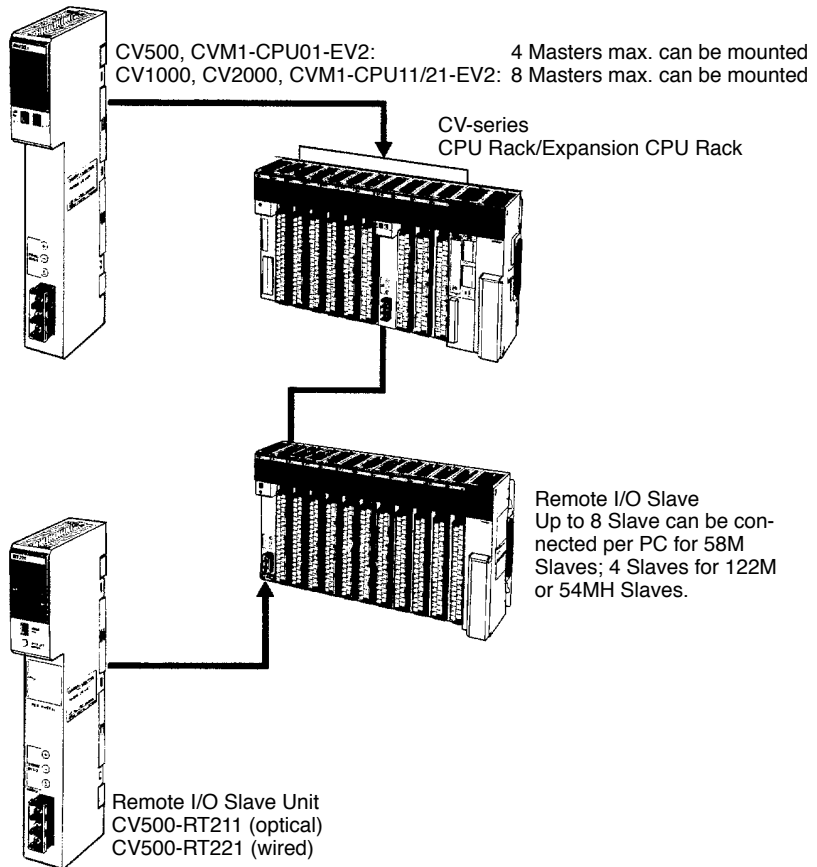 CV500, CVM1-CPU01-EV2: 4 Masters max. can be mounted
CV1000, CV2000, CVM1-CPU11/21-EV2: 8 Masters max. can be mounted
CV-series
CPU Rack/Expansion CPU Rack
Remote I/O Slave
Up to 8 Slave can be con-
nected per PC for 58M
Slaves; 4 Slaves for 122M
or 54MH Slaves.
Remote I/O Slave Unit
CV500-RT211 (optical)
CV500-RT221 (wired)